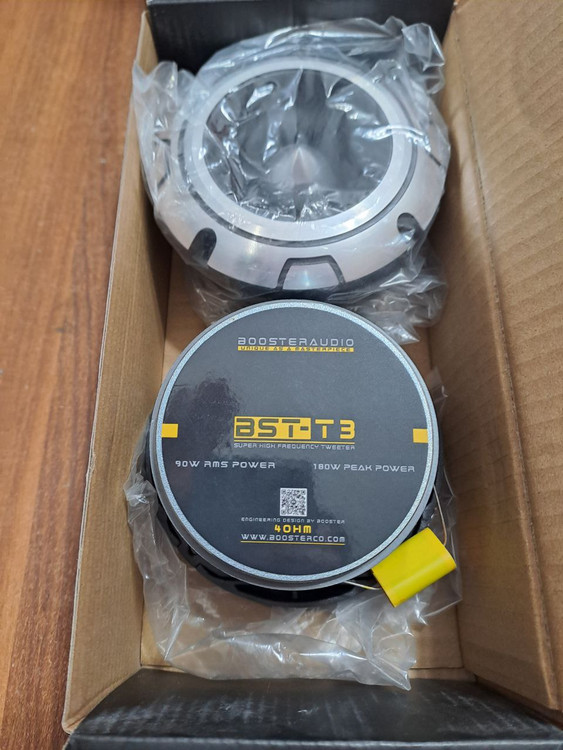 BOOSTERAUDIO
UNIQUE AS A MASTERPIECE
BST-T3
SUPER HIGH FREQUENCY TWEETER
90W RMS POWER 180W PEAK POWER
ENGINEERING DESIGN BY BOOSTER
4OHM
WWW.BOOSTERCO.COM